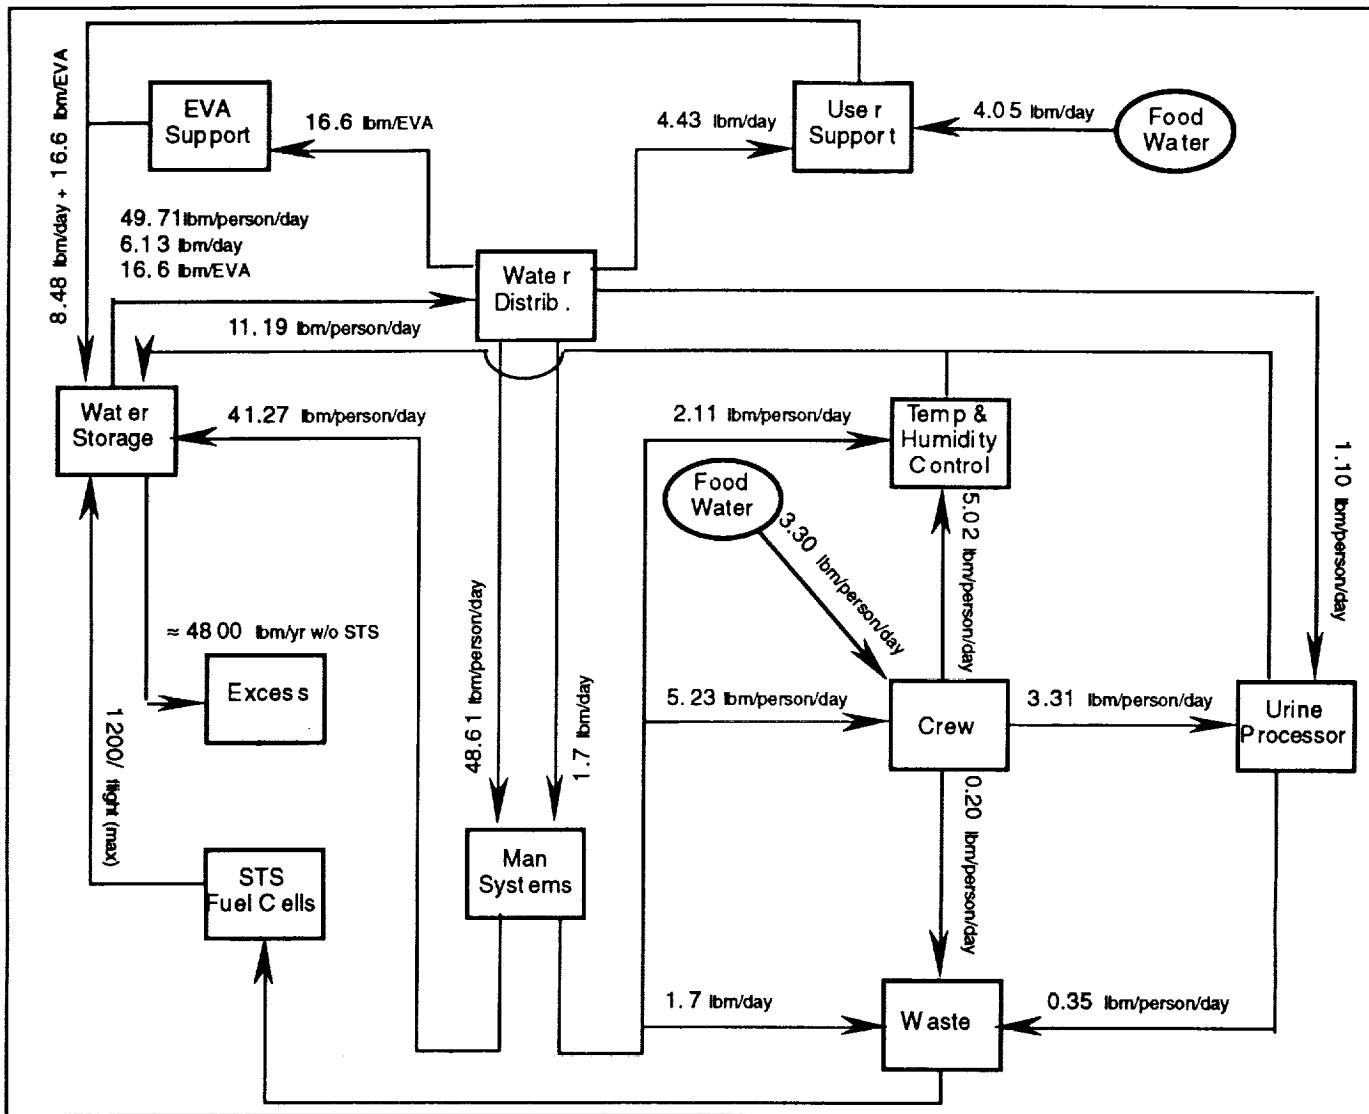 8.48 lbm/day + 16.6 lbm/EVA
EVA
Support
16.6 lbm/EVA
4.43 lbm/day
User
Support
4.05 lbm/day
Food
Water
49.71 lbm/person/day
6.13 lbm/day
16.6 lbm/EVA
Water
Distrib.
11.19 lbm/person/day
Water
Storage
41.27 lbm/person/day
2.11 lbm/person/day
Temp &
Humidity
Control
1.10 lbm/person/day
Food
Water
3.30 lbm/person/day
5.02 lbm/person/day
≈ 4800 lbm/yr w/o STS
Excess
48.61 lbm/person/day
1.7 lbm/day
5.23 lbm/person/day
Crew
3.31 lbm/person/day
Urine
Processor
1200/ flight (max)
0.20 lbm/person/day
STS
Fuel Cells
Man
Systems
1.7 lbm/day
Waste
0.35 lbm/person/day